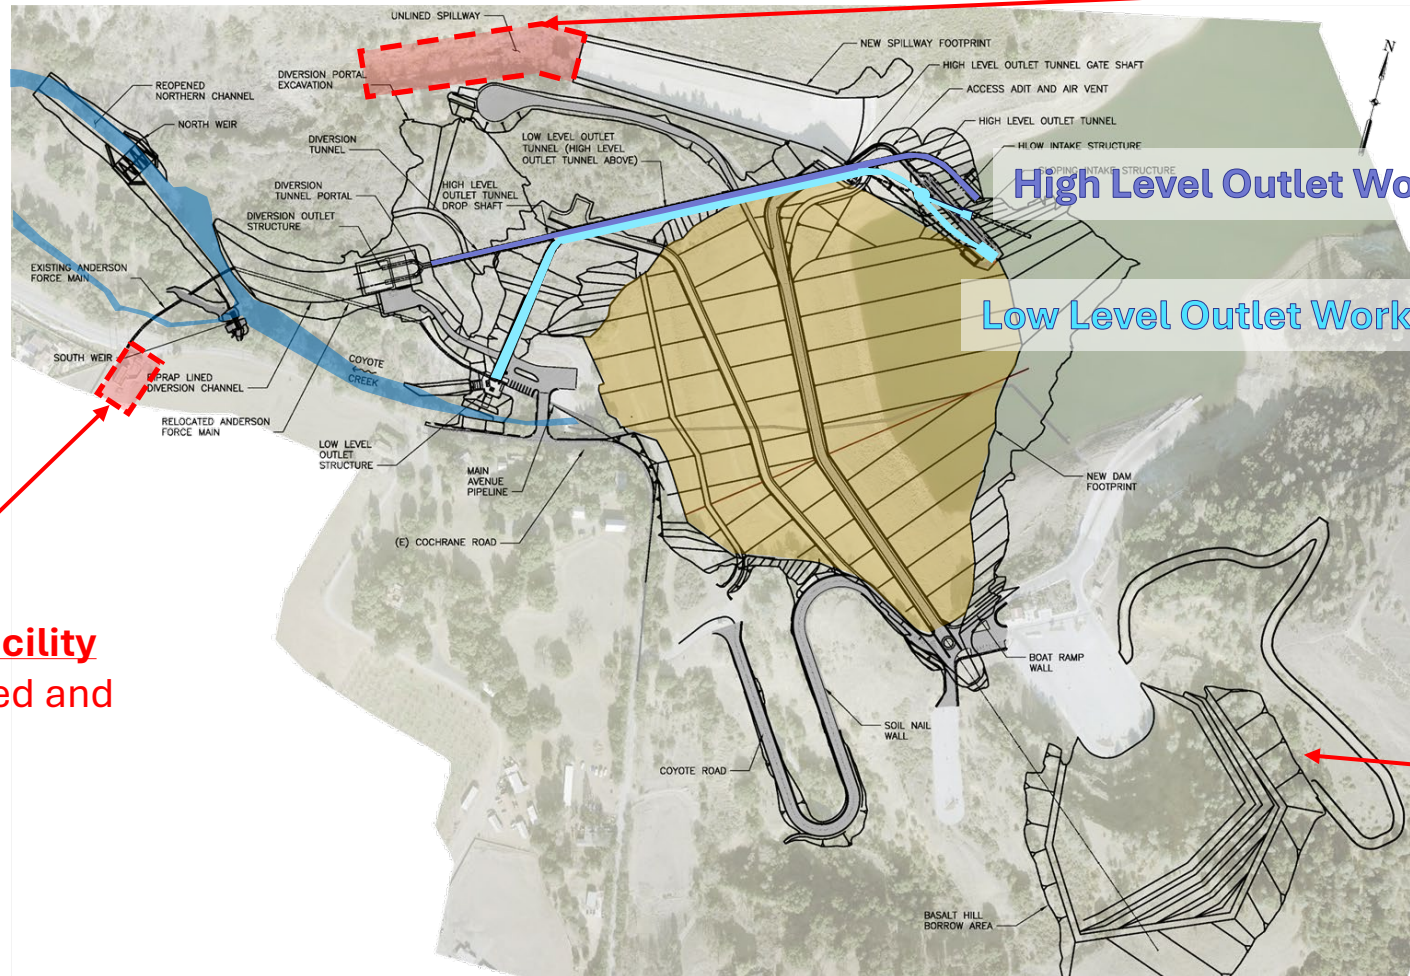 UNLINED SPILLWAY
NEW SPILLWAY FOOTPRINT
HIGH LEVEL OUTLET TUNNEL GATE SHAFT
DIVERSION PORTAL
EXCAVATION
REOPENED
NORTHERN CHANNEL
ACCESS ADIT AND AIR VENT
NORTH WEIR
HIGH LEVEL OUTLET TUNNEL
DIVERSION
TUNNEL
LOW LEVEL OUTLET
TUNNEL (HIGH LEVEL
OUTLET TUNNEL ABOVE)
HLOW INTAKE STRUCTURE
SLOPING INTAKE STRUCTURE
N
High Level Outlet Wo
DIVERSION
TUNNEL PORTAL
HIGH LEVEL
OUTLET TUNNEL
DROP SHAFT
DIVERSION OUTLET
STRUCTURE
EXISTING ANDERSON
FORCE MAIN
Low Level Outlet Work
SOUTH WEIR
COYOTE
CREEK
RIPRAP LINED
DIVERSION CHANNEL
RELOCATED ANDERSON
FORCE MAIN
LOW LEVEL
OUTLET
STRUCTURE
MAIN
AVENUE
PIPELINE
NEW DAM
FOOTPRINT
(E) COCHRANE ROAD
cility
ed and
BOAT RAMP
WALL
SOIL NAIL
WALL
COYOTE ROAD
BASALT HILL
BORROW AREA